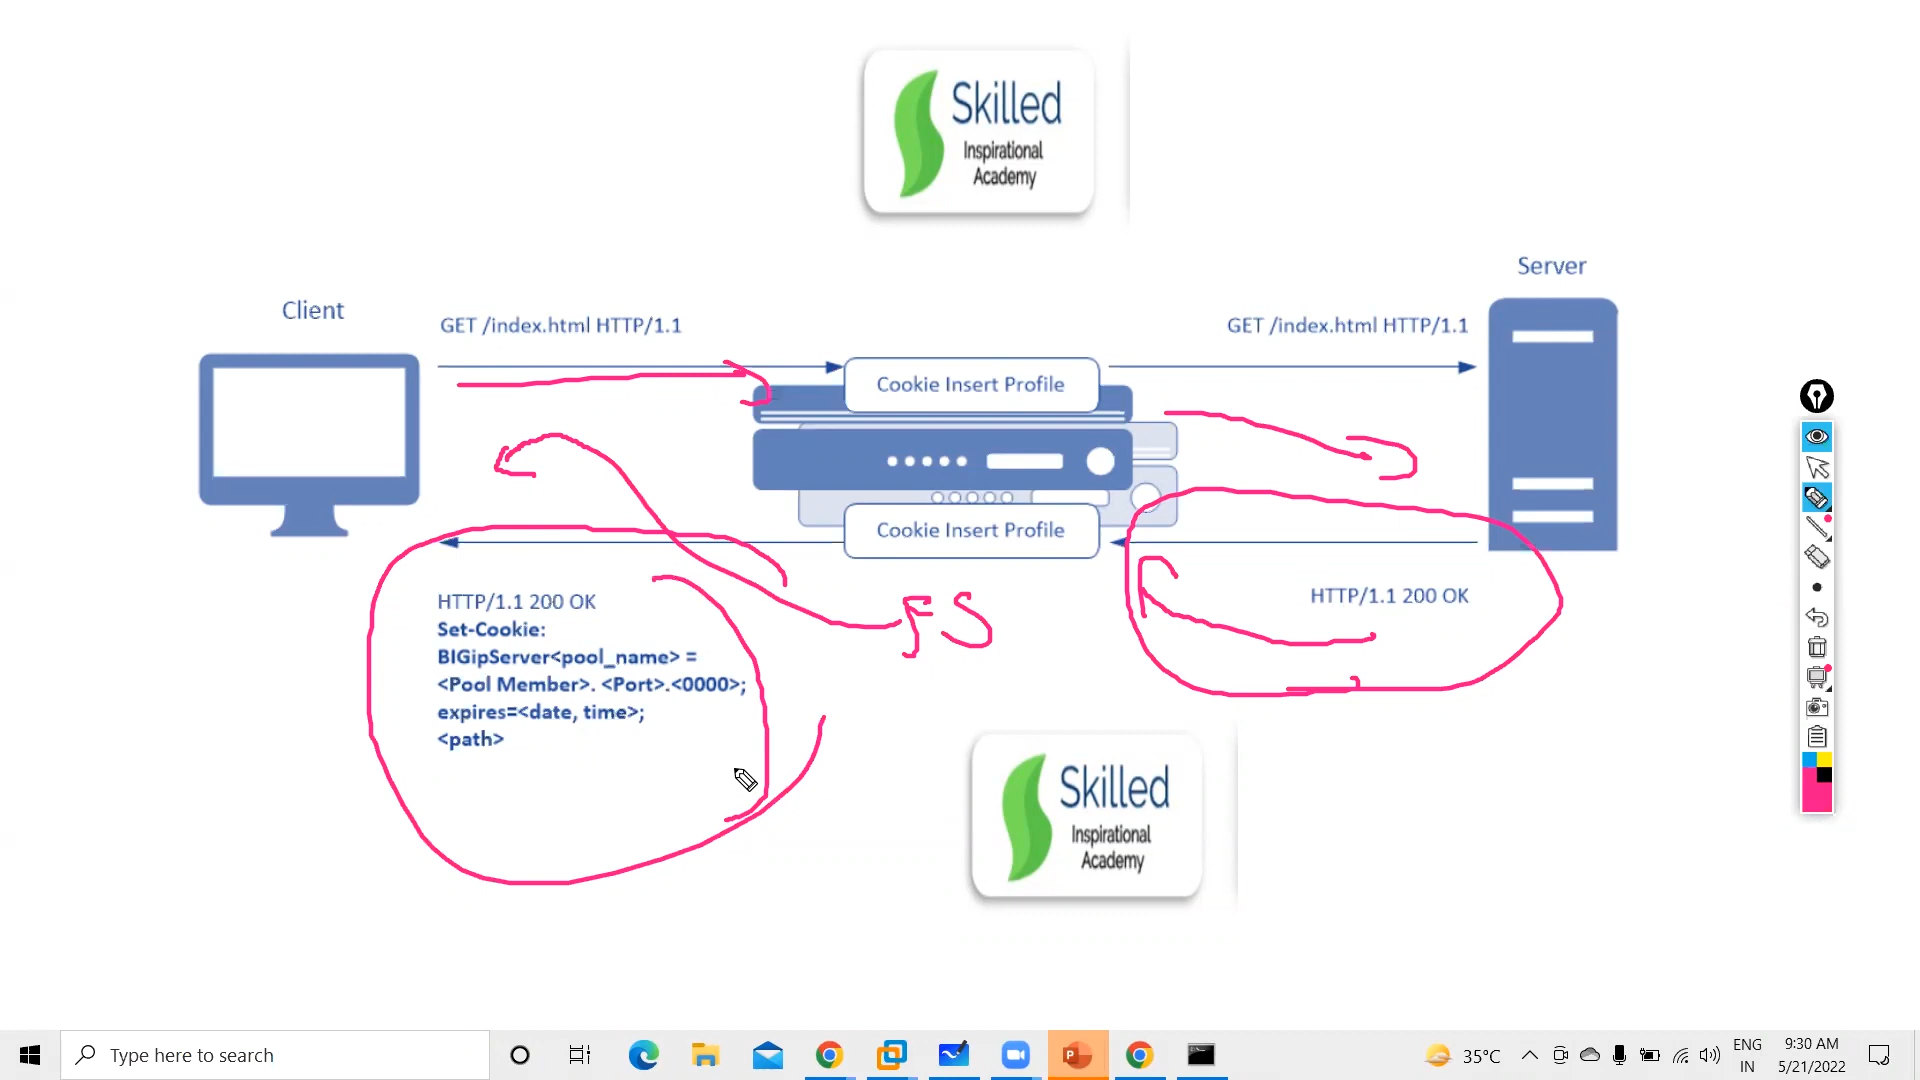 Skilled
Inspirational
Academy
Server
Client
GET /index.html HTTP/1.1
GET /index.html HTTP/1.1
Cookie Insert Profile
Cookie Insert Profile
HTTP/1.1 200 OK
HTTP/1.1 200 OK
Set-Cookie:
BIGipServer<pool_name> =
<Pool Member>. <Port>.<0000>;
expires=<date, time>;
<path>
FS
Skilled
Inspirational
Academy
Type here to search
35°C
ENG
IN
9:30 AM
5/21/2022